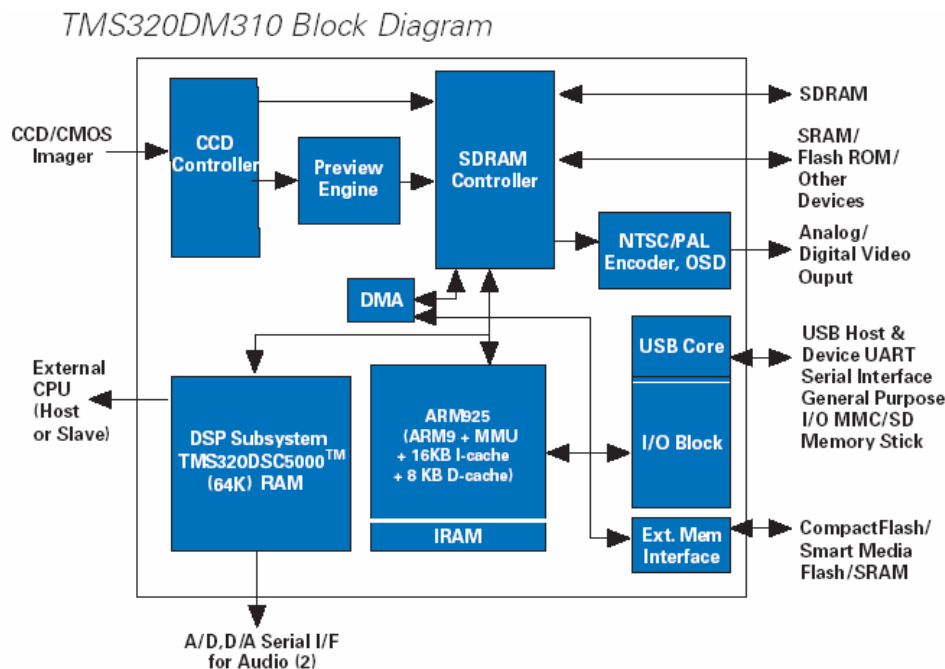 TMS320DM310 Block Diagram
CCD/CMOS
Imager
CCD
Controller
Preview
Engine
SDRAM
Controller
SDRAM
SRAM/
Flash ROM/
Other
Devices
NTSC/PAL
Encoder, OSD
Analog/
Digital Video
Ouput
DMA
External
CPU
(Host
or Slave)
DSP Subsystem
TMS320DSC5000™
(64K) RAM
ARM925
(ARM9 + MMU
+ 16KB I-cache
+ 8 KB D-cache)
IRAM
USB Core
I/O Block
USB Host &
Device UART
Serial Interface
General Purpose
I/O MMC/SD
Memory Stick
Ext. Mem
Interface
CompactFlash/
Smart Media
Flash/SRAM
A/D,D/A Serial I/F
for Audio (2)